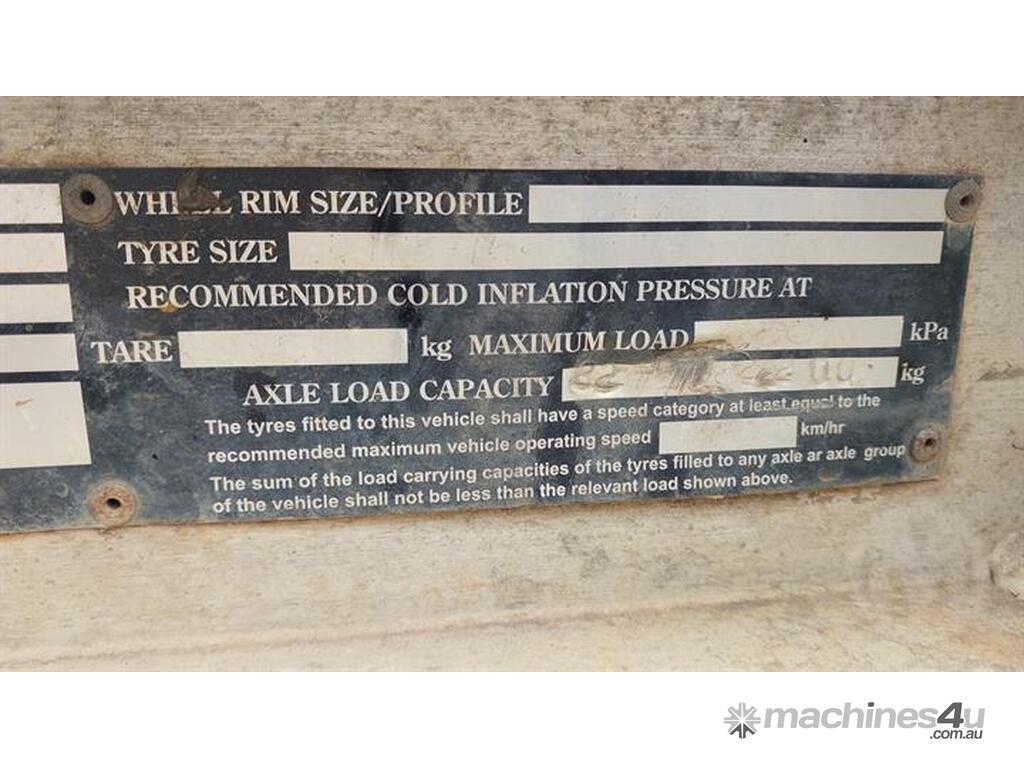 WHEEL RIM SIZE/PROFILE
TYRE SIZE
RECOMMENDED COLD INFLATION PRESSURE AT
TARE kg MAXIMUM LOAD kPa
AXLE LOAD CAPACITY kg
The tyres fitted to this vehicle shall have a speed category at least equal to the
recommended maximum vehicle operating speed km/hr
The sum of the load carrying capacities of the tyres filled to any axle ar axle group
of the vehicle shall not be less than the relevant load shown above.
machines4u
.com.au